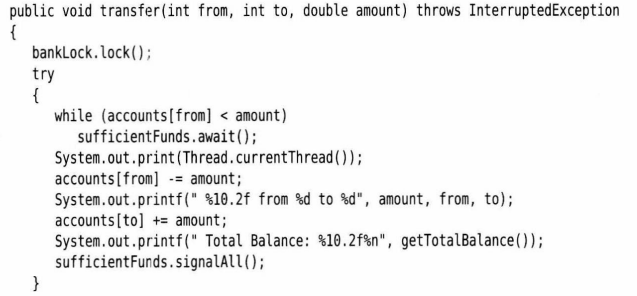 public void transfer(int from, int to, double amount) throws InterruptedException
{
bankLock.lock();
try
{
while (accounts[from] < amount)
sufficientFunds.await();
System.out.print(Thread.currentThread());
accounts[from] -= amount;
System.out.printf(" %10.2f from %d to %d", amount, from, to);
accounts[to] += amount;
System.out.printf(" Total Balance: %10.2f%n", getTotalBalance());
sufficientFunds.signalAll();
}